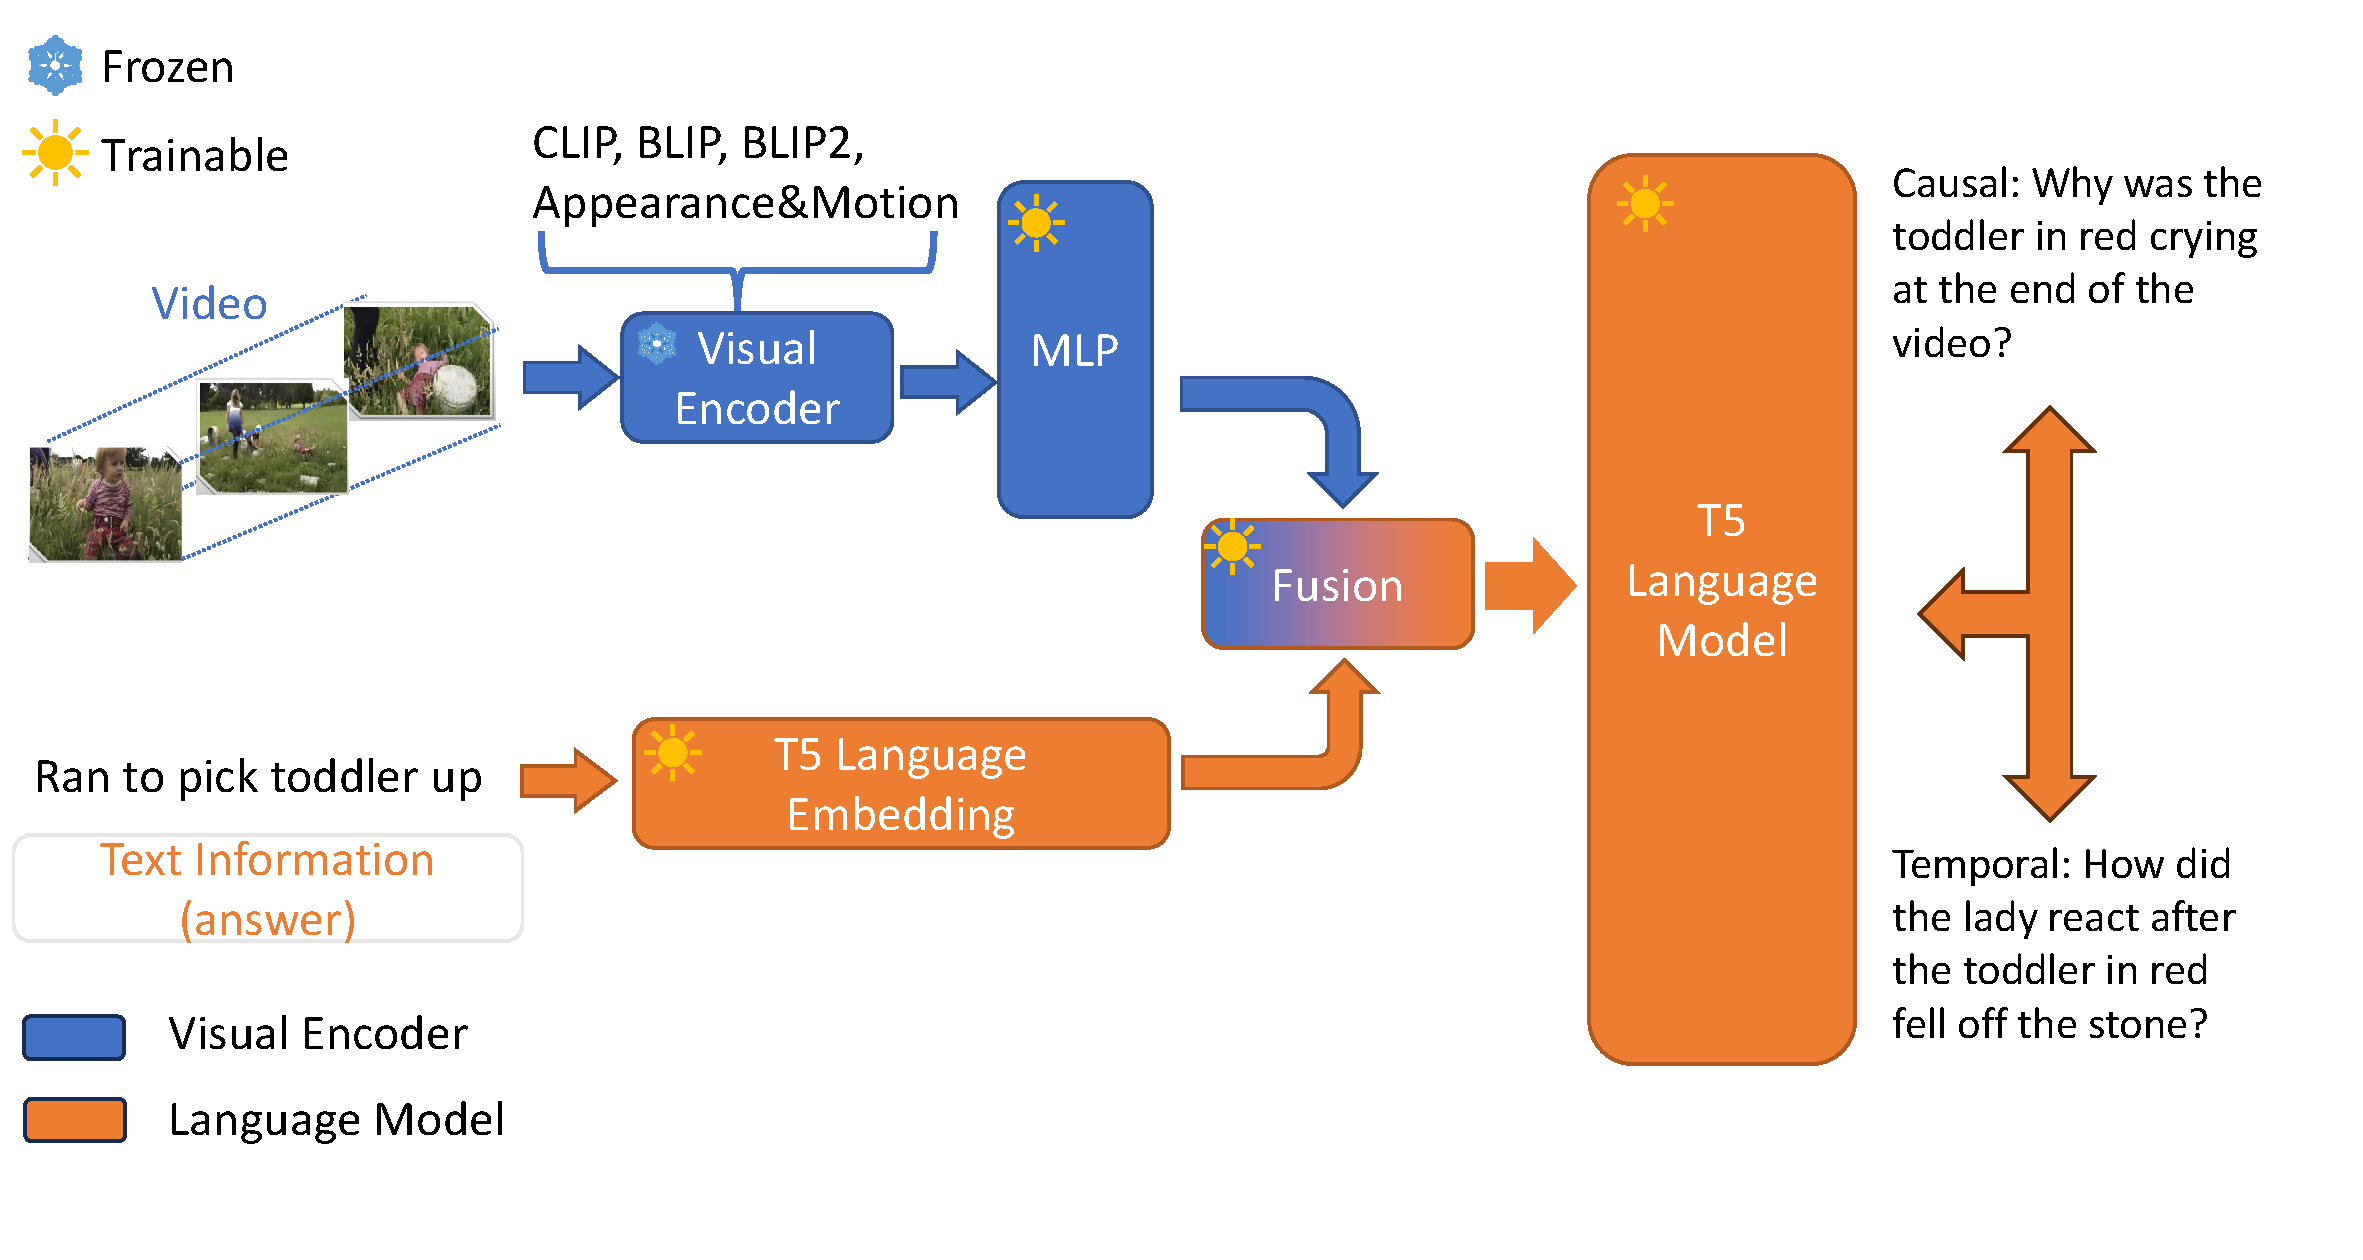 Frozen
Trainable
CLIP, BLIP, BLIP2,
Appearance&Motion
Video
Visual
Encoder
MLP
Fusion
T5
Language
Model
Causal: Why was the
toddler in red crying
at the end of the
video?
Ran to pick toddler up
Text Information
(answer)
T5 Language
Embedding
Temporal: How did
the lady react after
the toddler in red
fell off the stone?
Visual Encoder
Language Model